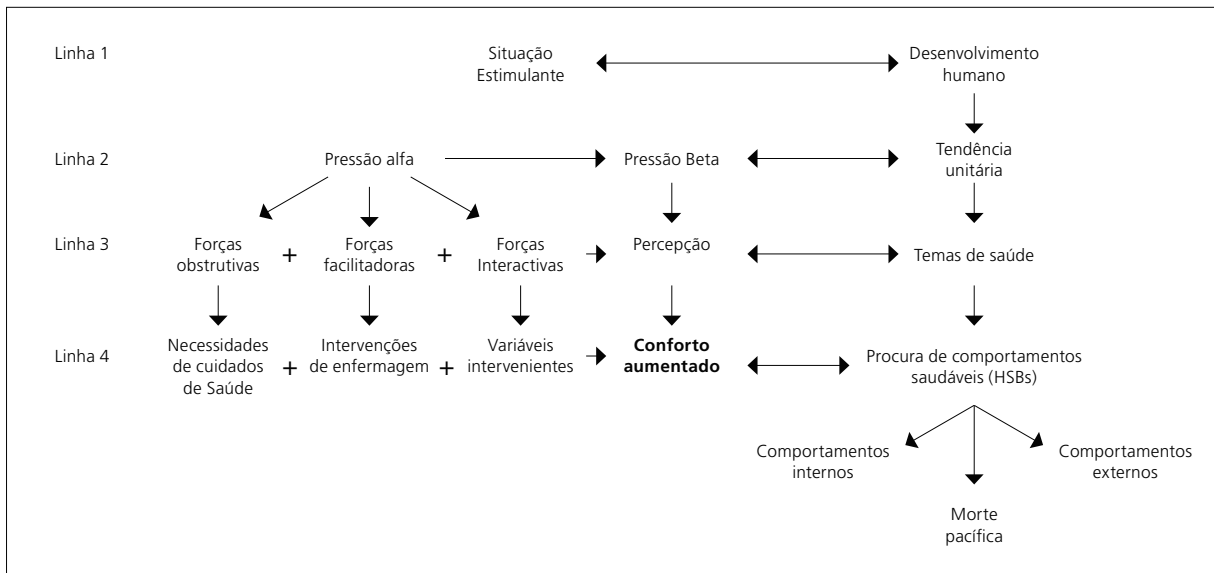 Linha 1
Situação
Estimulante
Desenvolvimento
humano
Linha 2
Pressão alfa
Pressão Beta
Tendência
unitária
Linha 3
Forças
obstrutivas
+
Forças
facilitadoras
+
Forças
Interactivas
Percepção
Temas de saúde
Linha 4
Necessidades
de cuidados
de Saúde
+
Intervenções
de enfermagem
+
Variáveis
intervenientes
Conforto
aumentado
Procura de comportamentos
saudáveis (HSBs)
Comportamentos
internos
Comportamentos
externos
Morte
pacífica